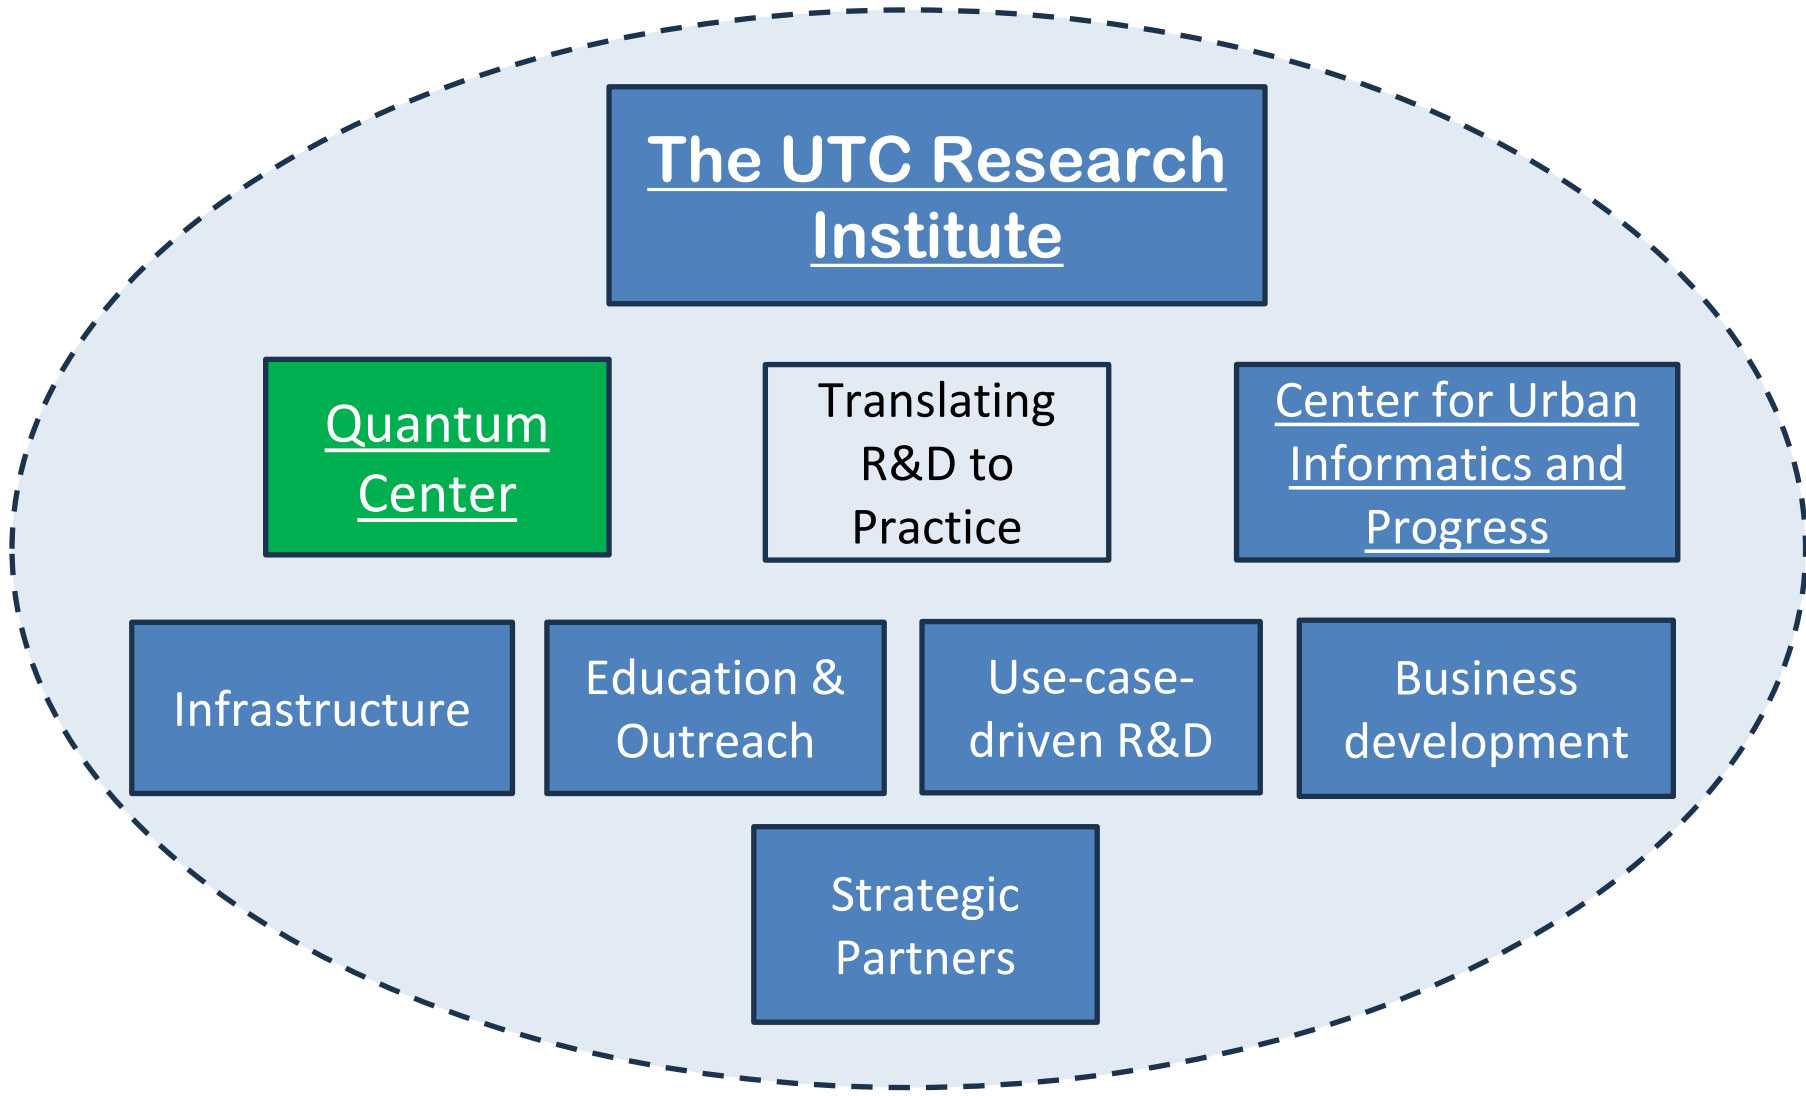 The UTC Research
Institute
Quantum
Center
Translating
R&D to
Practice
Center for Urban
Informatics and
Progress
Infrastructure
Education &
Outreach
Use-case-
driven R&D
Business
development
Strategic
Partners